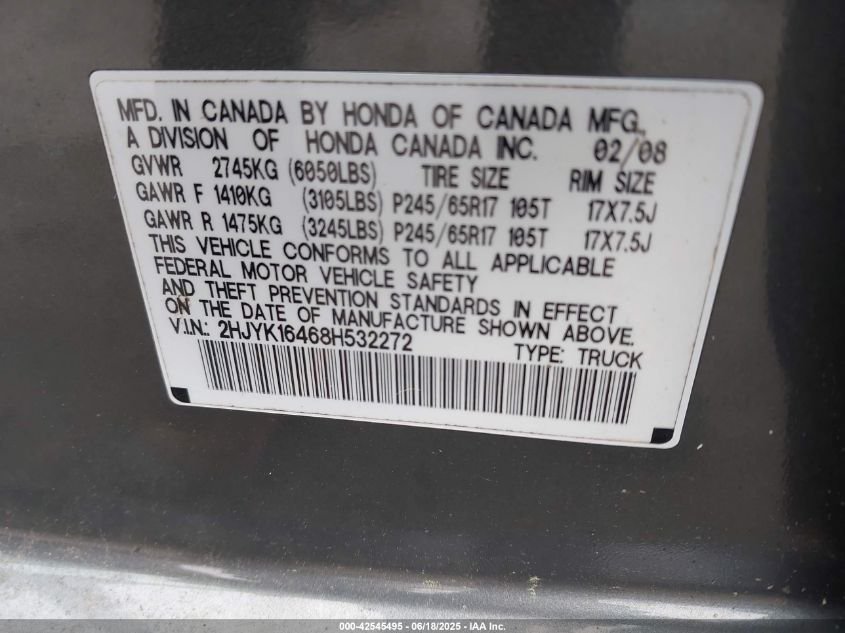 MFD. IN CANADA BY HONDA OF CANADA MFG.,
A DIVISION OF HONDA CANADA INC. 02/08
GVWR 2745KG (6050LBS) TIRE SIZE RIM SIZE
GAWR F 1410KG (3105LBS) P245/65R17 105T 17X7.5J
GAWR R 1475KG (3245LBS) P245/65R17 105T 17X7.5J
THIS VEHICLE CONFORMS TO ALL APPLICABLE
FEDERAL MOTOR VEHICLE SAFETY
AND THEFT PREVENTION STANDARDS IN EFFECT
ON THE DATE OF MANUFACTURE SHOWN ABOVE.
V.I.N.: 2HJYK16468H532272 TYPE: TRUCK
000-42545495 - 06/18/2025 - IAA Inc.